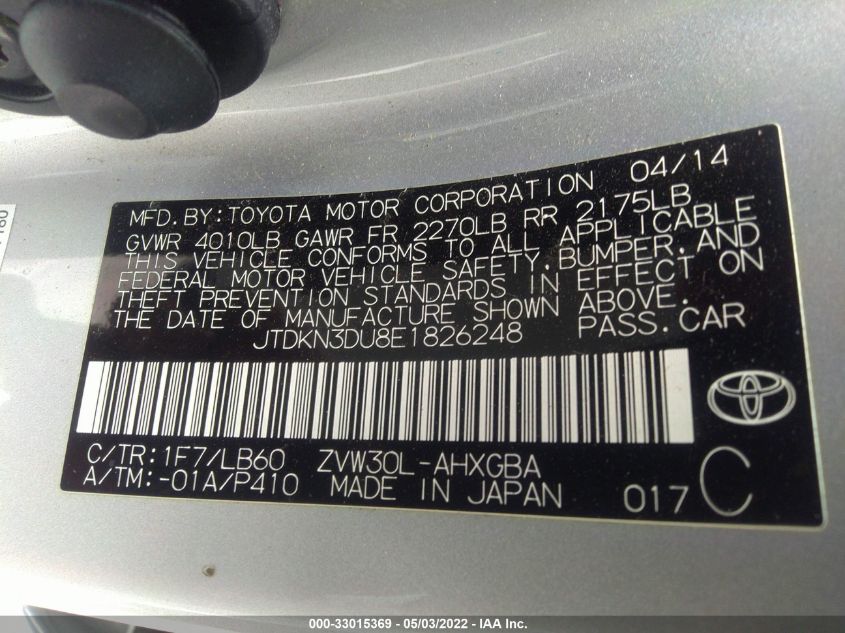 04/14
MFD.BY:TOYOTA MOTOR CORPORATION
GVWR 4010LB GAWR FR 2270LB RR 2175LB
THIS VEHICLE CONFORMS TO ALL APPLICABLE
FEDERAL MOTOR VEHICLE SAFETY,BUMPER,AND
THEFT PREVENTION STANDARDS IN EFFECT ON
THE DATE OF MANUFACTURE SHOWN ABOVE.
JTDKN3DU8E1826248 PASS.CAR
C/TR:1F7/LB60 ZVW30L-AHXGBA
A/TM:-01A/P410 MADE IN JAPAN 017 C
000-33015369 - 05/03/2022 - IAA Inc.